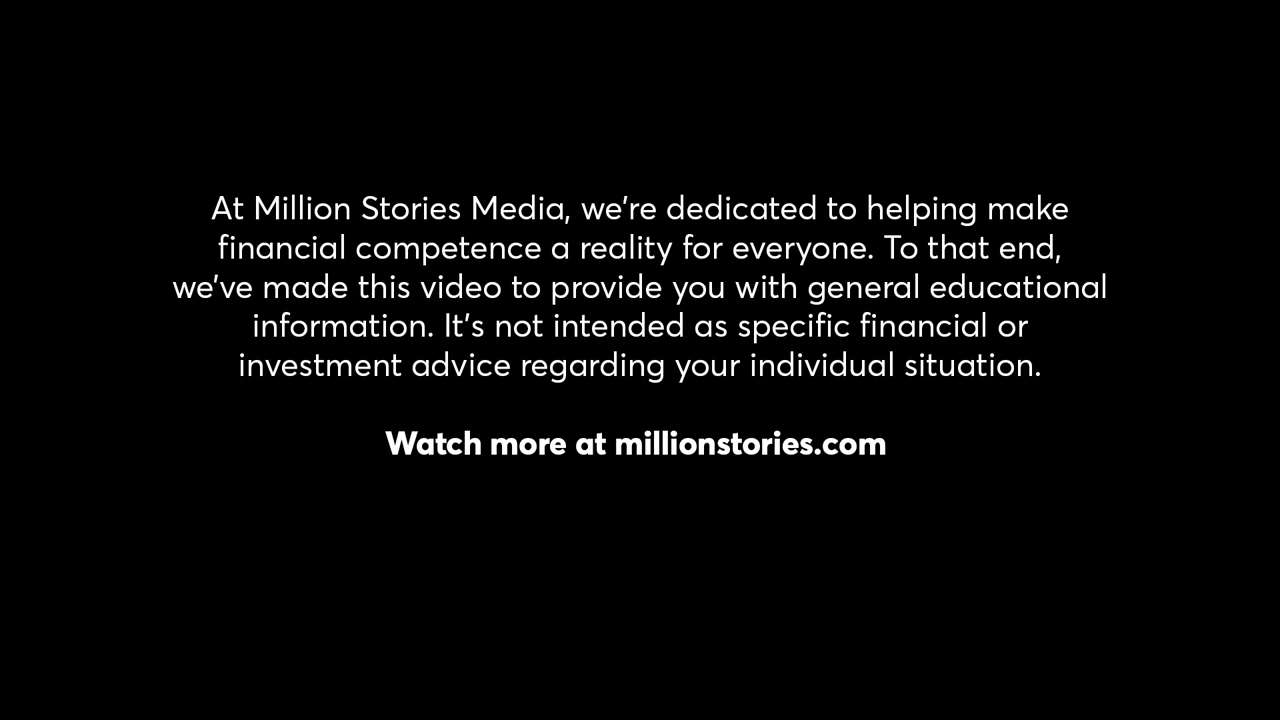 At Million Stories Media, we're dedicated to helping make
financial competence a reality for everyone. To that end,
we've made this video to provide you with general educational
information. It's not intended as specific financial or
investment advice regarding your individual situation.
Watch more at millionstories.com